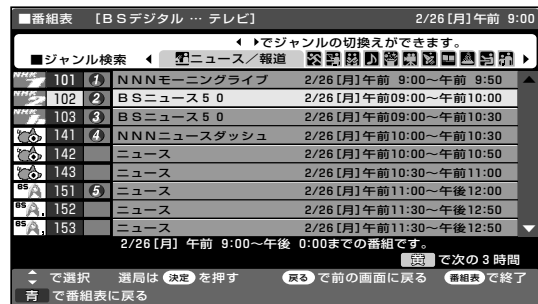 ■番組表 [BSデジタル … テレビ] 2/26[月]午前 9:00
でジャンルの切換えができます。
■ジャンル検索 ニュース/報道
NHK 101 1 NNNモーニングライブ 2/26[月]午前 9:00~午前 9:50
NHK 102 2 BSニュース50 2/26[月]午前09:00~午前10:00
NHK 103 3 BSニュース50 2/26[月]午前09:00~午前10:30
141 4 NNNニュースダッシュ 2/26[月]午前10:00~午前10:30
142 ニュース 2/26[月]午前10:00~午前10:50
143 ニュース 2/26[月]午前10:30~午前11:00
BSA 151 5 ニュース 2/26[月]午前11:00~午後12:00
BSA 152 ニュース 2/26[月]午前11:30~午後12:50
BSA 153 ニュース 2/26[月]午前11:30~午後12:50
2/26[月] 午前 9:00~午後 0:00までの番組です。
黄 で次の3時間
で選択 選局は 決定 を押す 戻る で前の画面に戻る 番組表 で終了
青 で番組表に戻る